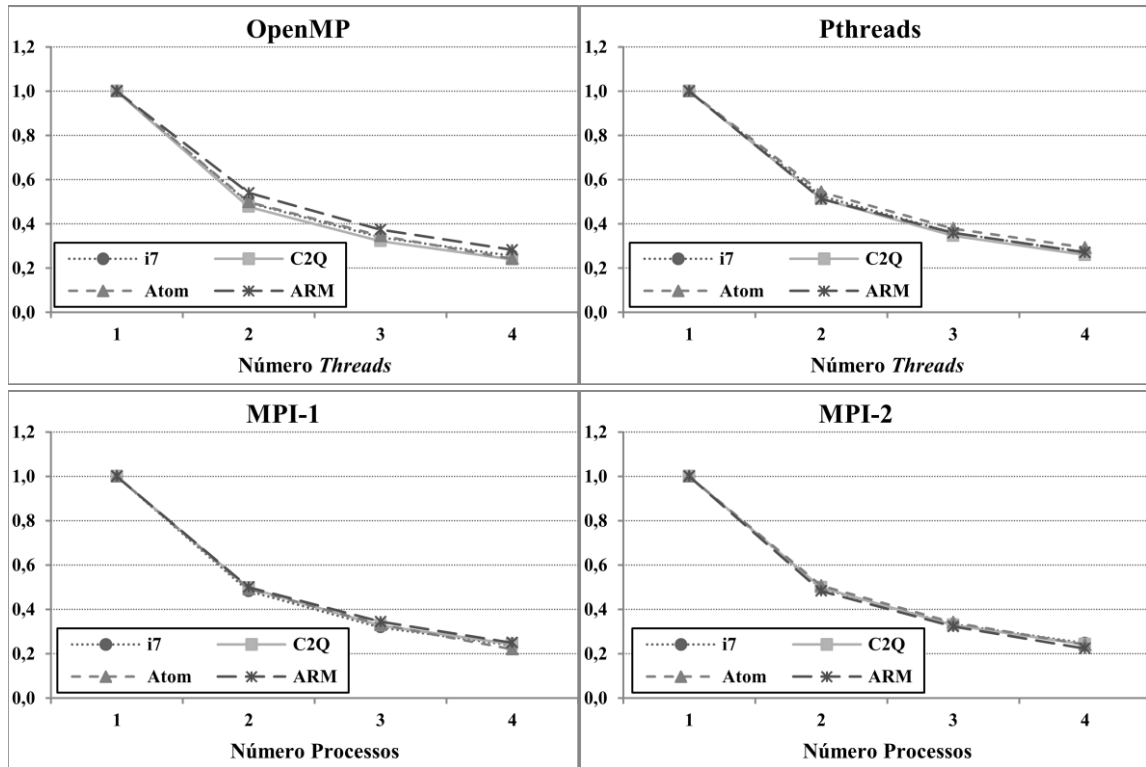 OpenMP
1,2
1,0
0,8
0,6
0,4
0,2
0,0
i7 C2Q
Atom ARM
1 2 3 4
Número Threads
Pthreads
1,2
1,0
0,8
0,6
0,4
0,2
0,0
i7 C2Q
Atom ARM
1 2 3 4
Número Threads
MPI-1
1,2
1,0
0,8
0,6
0,4
0,2
0,0
i7 C2Q
Atom ARM
1 2 3 4
Número Processos
MPI-2
1,2
1,0
0,8
0,6
0,4
0,2
0,0
i7 C2Q
Atom ARM
1 2 3 4
Número Processos